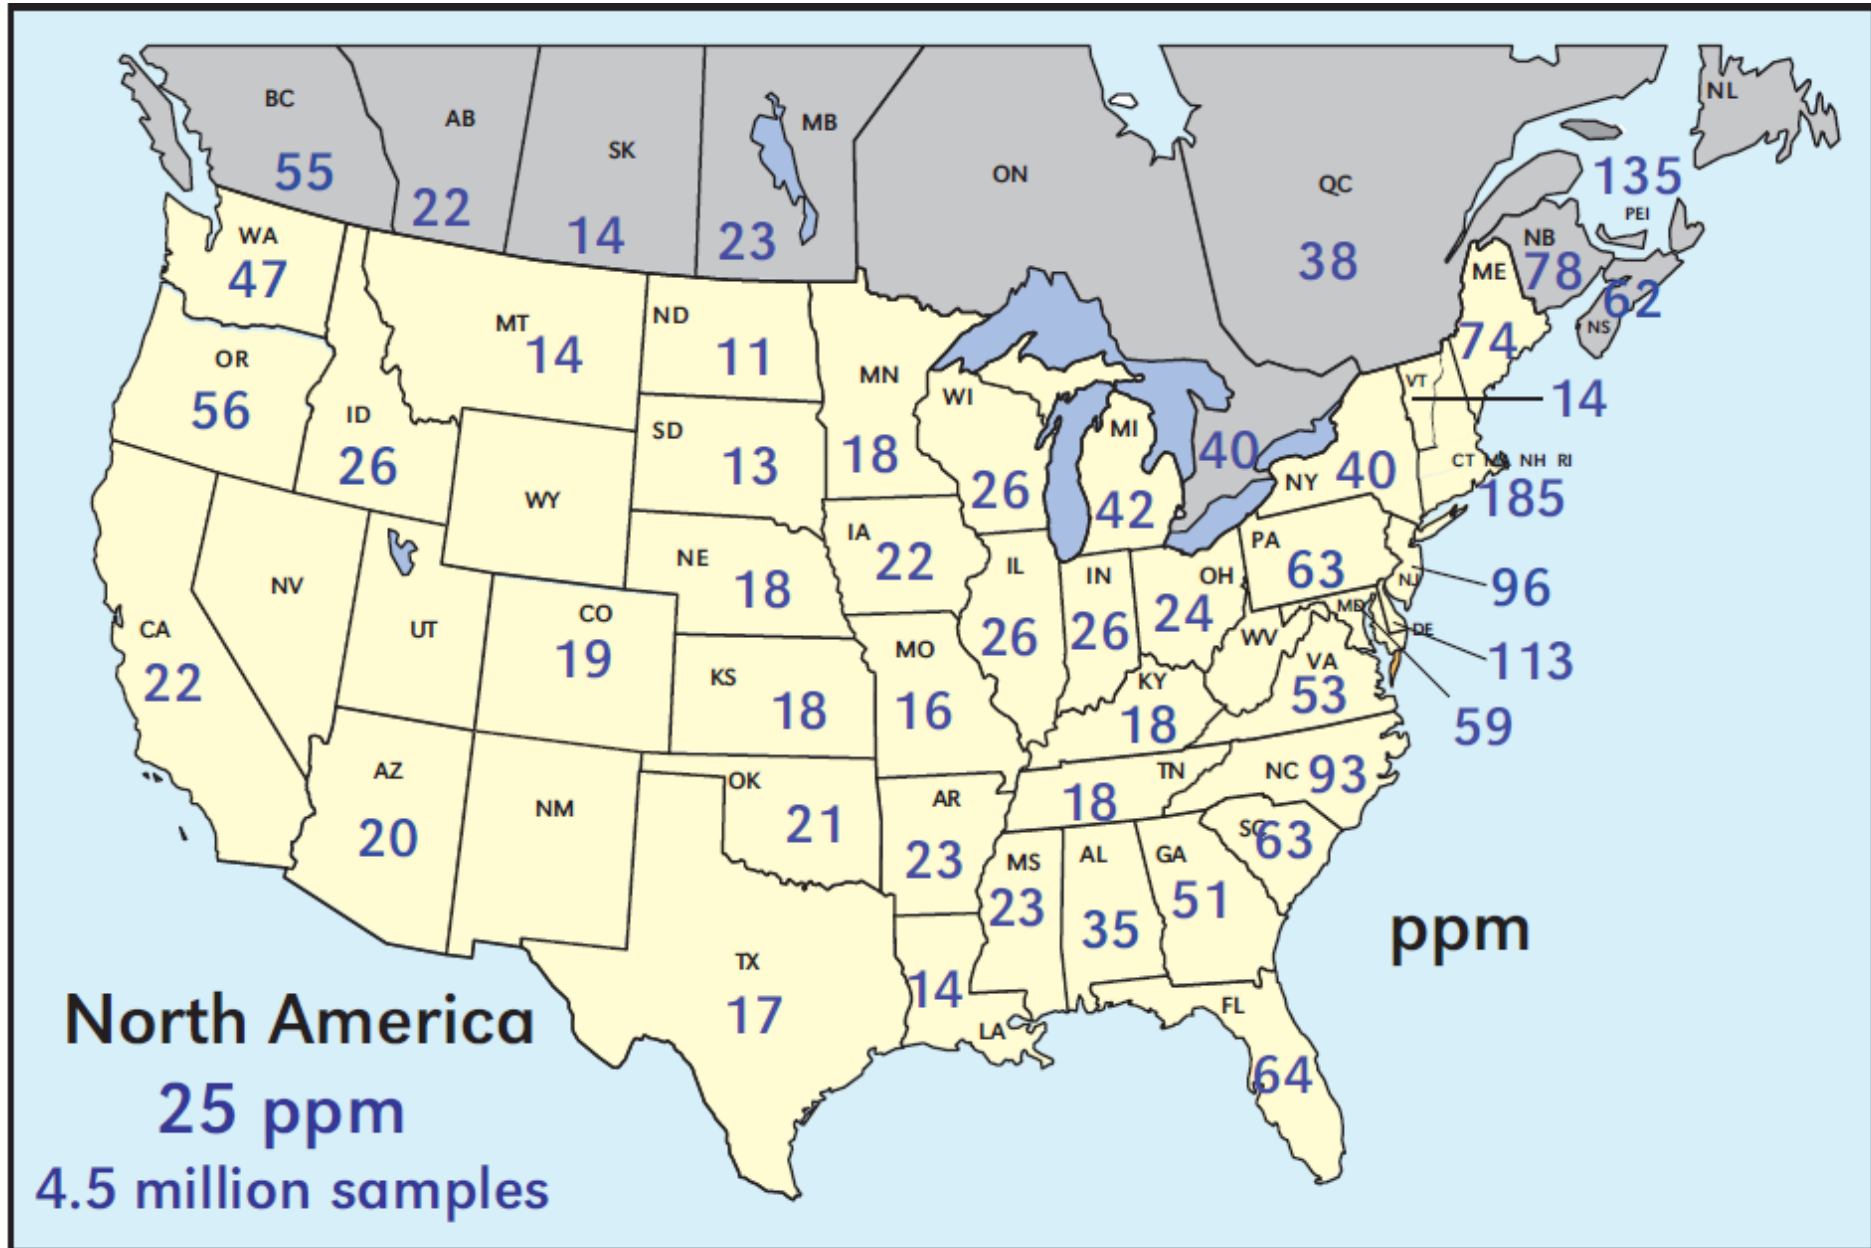 BC
55
AB
22
SK
14
MB
23
ON
40
QC
38
NL
135
PEI
NB
78
62
NS
ME
74
WA
47
OR
56
ID
26
MT
14
ND
11
SD
13
MN
18
WI
26
MI
42
NY 40
VT
14
CT MA NH RI
185
WY
NE
18
IA
22
IL
26
IN
26
OH
24
PA
63
NJ
96
MD
DE
113
59
CA
22
NV
UT
CO
19
KS
18
MO
16
KY
18
WV
VA
53
AZ
20
NM
OK
21
AR
23
TN
18
NC 93
SC
63
MS
23
AL
35
GA
51
TX
17
LA
14
FL
64
ppm
North America
25 ppm
4.5 million samples